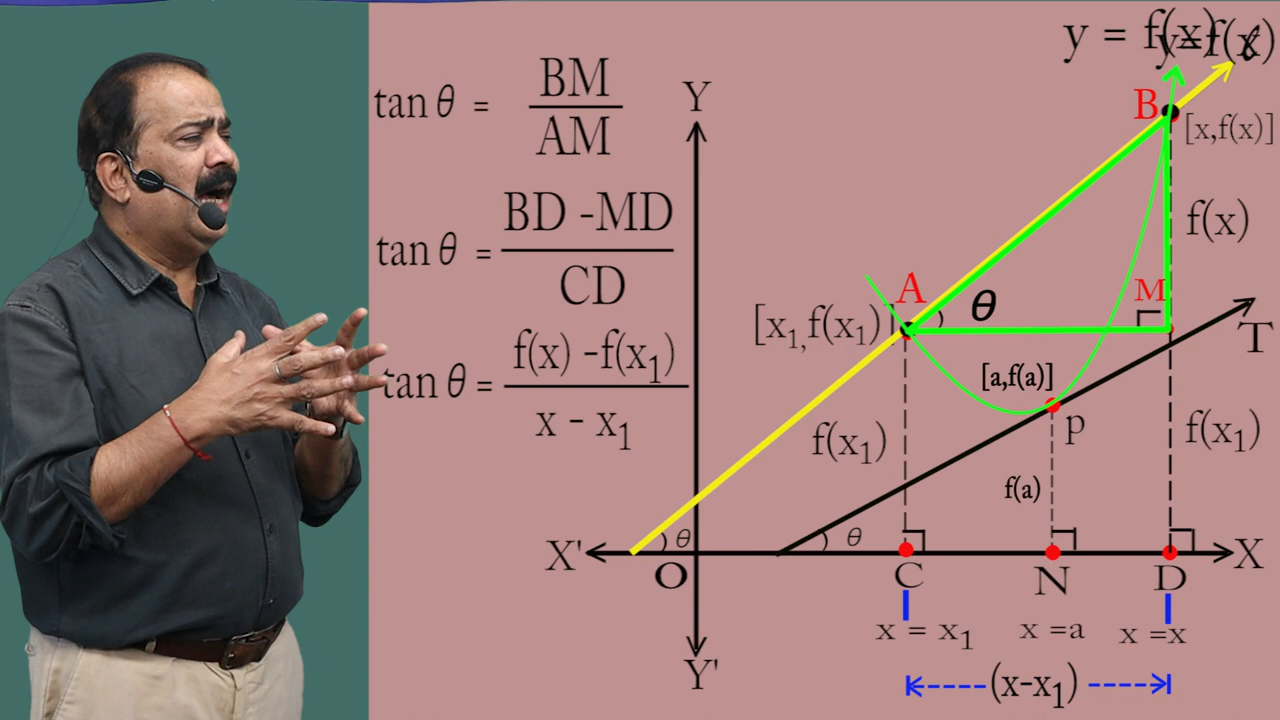 tan θ = BM / AM
tan θ = BD -MD / CD
tan θ = f(x) -f(x₁) / x - x₁
y = f(x)
y=f(x)
Y
B
[x,f(x)]
f(x)
M
A
θ
[x₁,f(x₁)]
T
[a,f(a)]
p
f(x₁)
f(x₁)
f(a)
θ
θ
X'
O
C
N
D
X
x = x₁
x =a
x =x
Y'
(x-x₁)